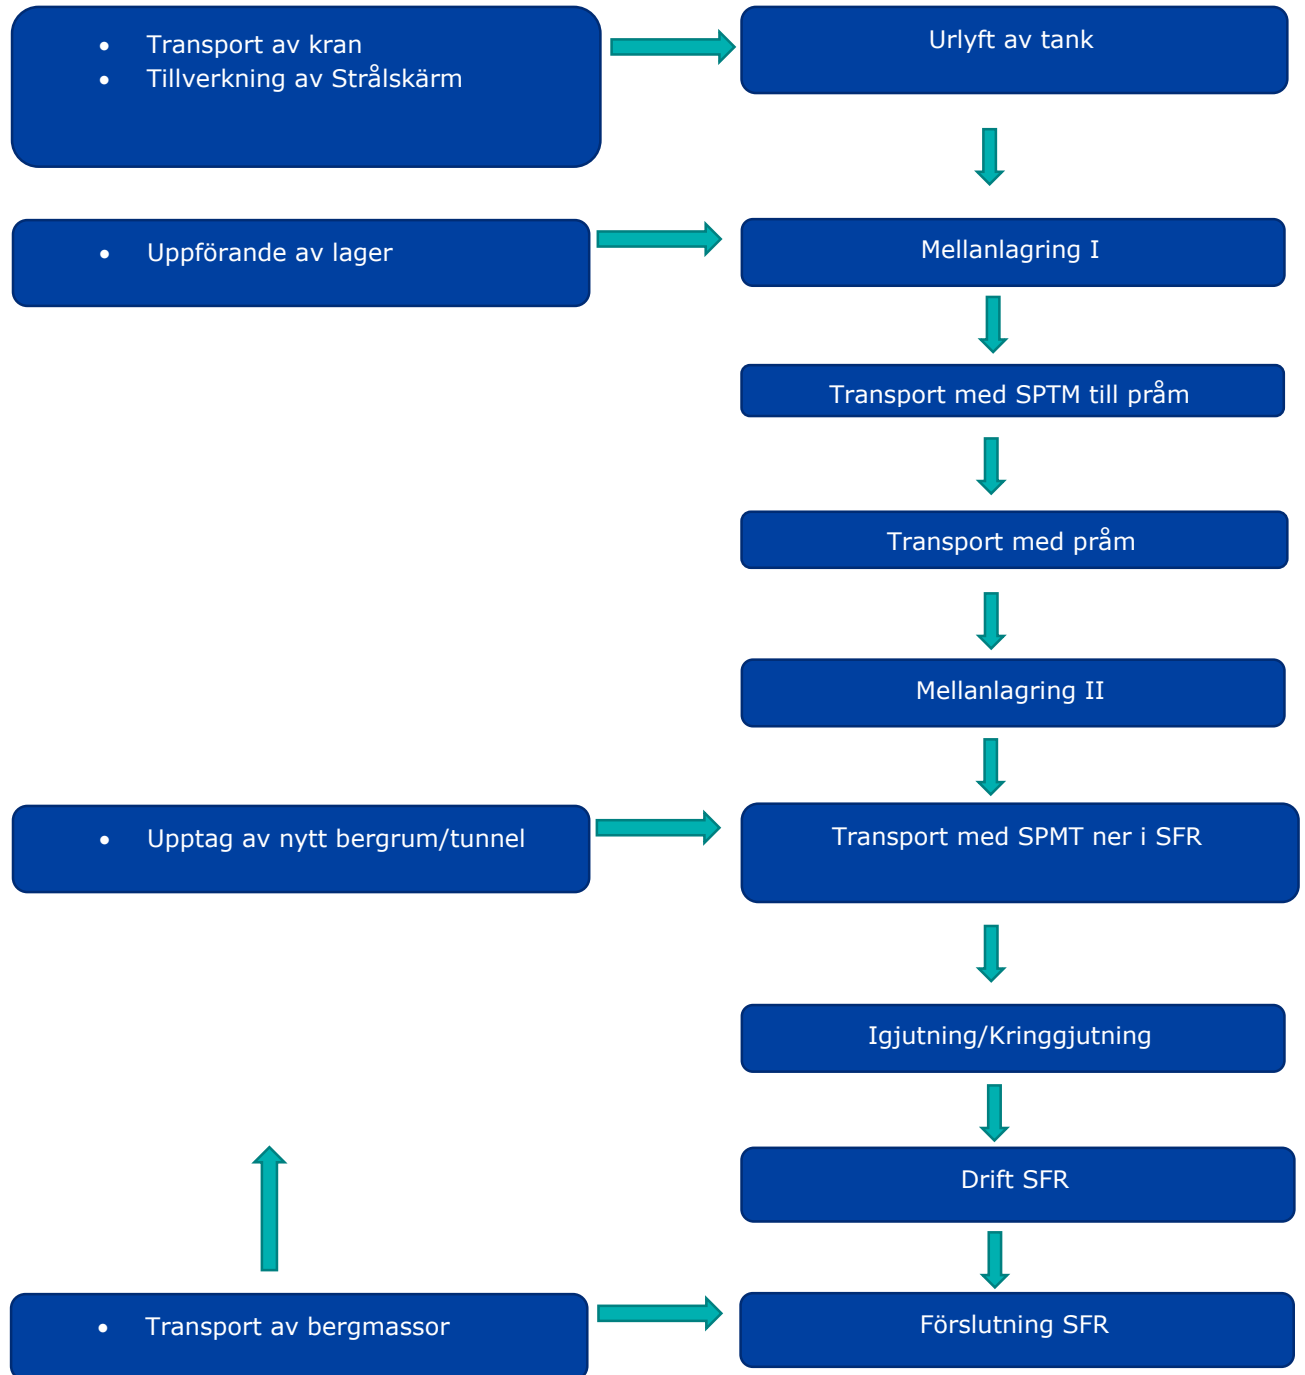 • Transport av kran
• Tillverkning av Strålskärm
Urlyft av tank
• Uppförande av lager
Mellanlagring I
Transport med SPTM till pråm
Transport med pråm
Mellanlagring II
• Upptag av nytt bergrum/tunnel
Transport med SPMT ner i SFR
Igjutning/Kringgjutning
Drift SFR
• Transport av bergmassor
Förslutning SFR